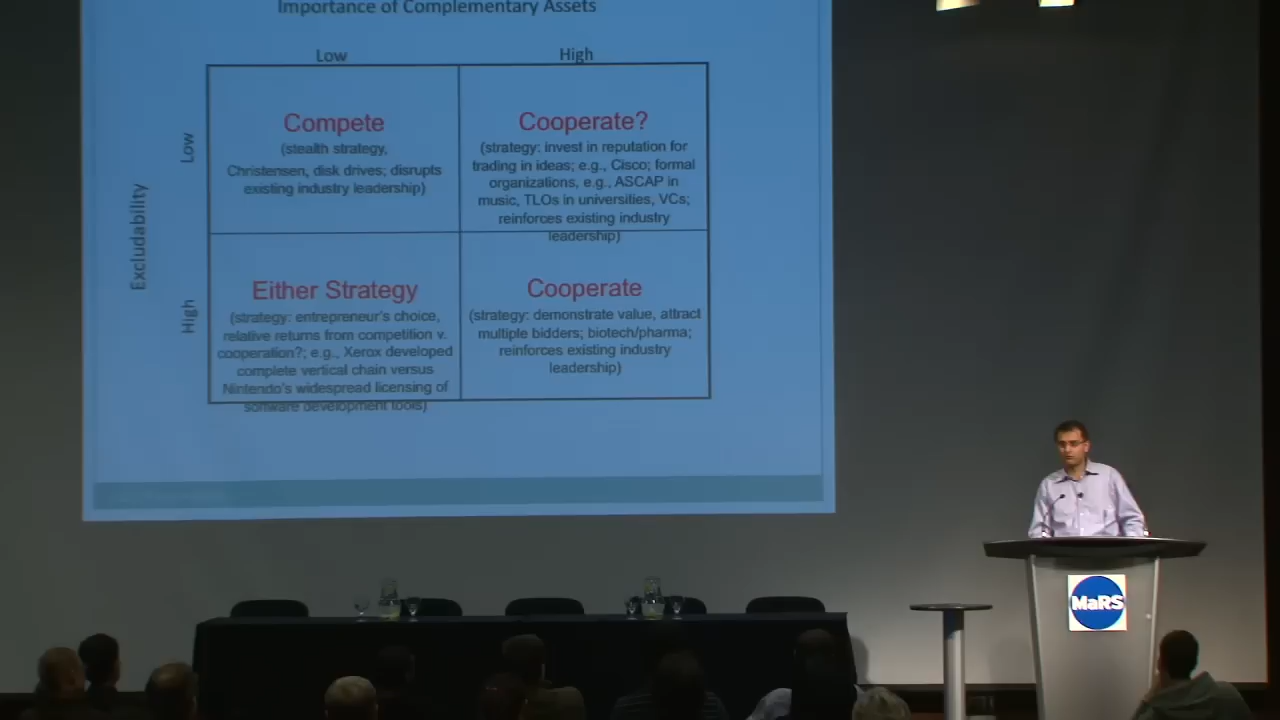 Importance of Complementary Assets
Low
High
Excludability
Low
High
Compete
(stealth strategy,
Christensen, disk drives; disrupts
existing industry leadership)
Cooperate?
(strategy: invest in reputation for
trading in ideas; e.g., Cisco; formal
organizations, e.g., ASCAP in
music, TLOs in universities, VCs;
reinforces existing industry
leadership)
Either Strategy
(strategy: entrepreneur's choice,
relative returns from competition v.
cooperation?; e.g., Xerox developed
complete vertical chain versus
Nintendo's widespread licensing of
software development tools)
Cooperate
(strategy: demonstrate value, attract
multiple bidders; biotech/pharma;
reinforces existing industry
leadership)
MaRS